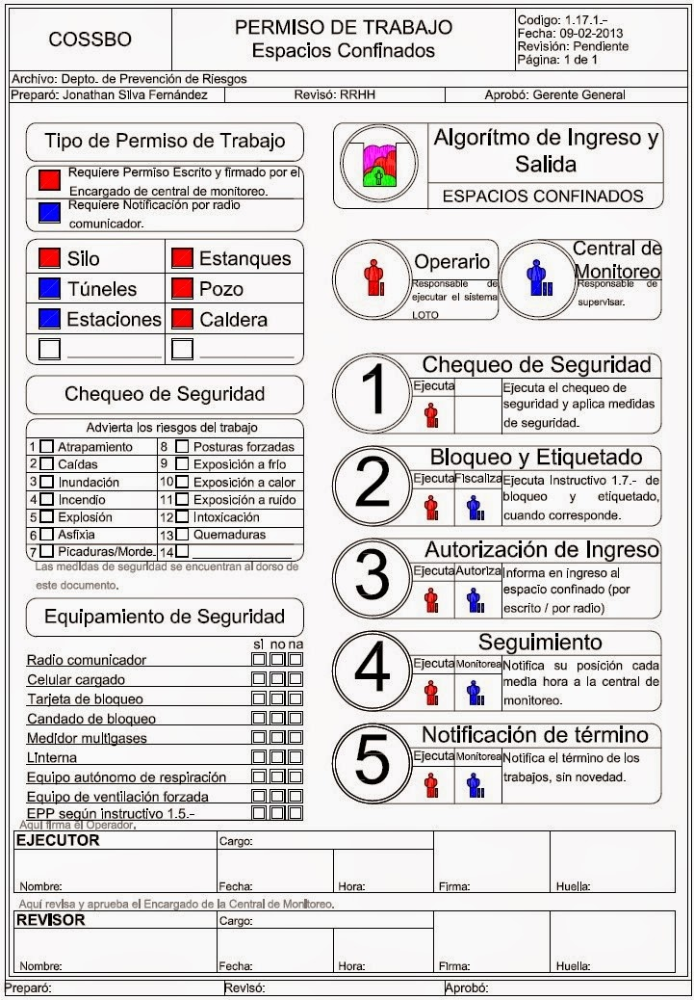 COSSBO
PERMISO DE TRABAJO
Espacios Confinados
Codigo: 1.17.1.-
Fecha: 09-02-2013
Revisión: Pendiente
Página: 1 de 1
Archivo: Depto. de Prevención de Riesgos
Preparó: Jonathan Silva Fernández
Revisó: RRHH
Aprobó: Gerente General
Tipo de Permiso de Trabajo
Requiere Permiso Escrito y firmado por el
Encargado de central de monitoreo.
Requiere Notificación por radio
comunicador.
Silo
Estanques
Túneles
Pozo
Estaciones
Caldera
Chequeo de Seguridad
Advierta los riesgos del trabajo
1 Atrapamiento
8 Posturas forzadas
2 Caídas
9 Exposición a frío
3 Inundación
10 Exposición a calor
4 Incendio
11 Exposición a ruido
5 Explosión
12 Intoxicación
6 Asfixia
13 Quemaduras
7 Picaduras/Morde.
14
Las medidas de seguridad se encuentran al dorso de
este documento.
Equipamiento de Seguridad
si no na
Radio comunicador
Celular cargado
Tarjeta de bloqueo
Candado de bloqueo
Medidor multigases
Linterna
Equipo autónomo de respiración
Equipo de ventilación forzada
EPP según instructivo 1.5.-
Algorítmo de Ingreso y
Salida
ESPACIOS CONFINADOS
Operario
Responsable de
ejecutar el sistema
LOTO
Central de
Monitoreo
Responsable de
supervisar.
1
Chequeo de Seguridad
Ejecuta
Ejecuta el chequeo de
seguridad y aplica medidas
de seguridad.
2
Bloqueo y Etiquetado
Ejecuta
Fiscaliza
Ejecuta Instructivo 1.7.- de
bloqueo y etiquetado,
cuando corresponde.
3
Autorización de Ingreso
Ejecuta
Autoriza
Informa en ingreso al
espacio confinado (por
escrito / por radio)
4
Seguimiento
Ejecuta
Monitorea
Notifica su posición cada
media hora a la central de
monitoreo.
5
Notificación de término
Ejecuta
Monitorea
Notifica el término de los
trabajos, sin novedad.
Aquí firma el Operador.
EJECUTOR
Cargo:
Nombre:
Fecha:
Hora:
Firma:
Huella:
Aquí revisa y aprueba el Encargado de la Central de Monitoreo.
REVISOR
Cargo:
Nombre:
Fecha:
Hora:
Firma:
Huella:
Preparó:
Revisó:
Aprobó: